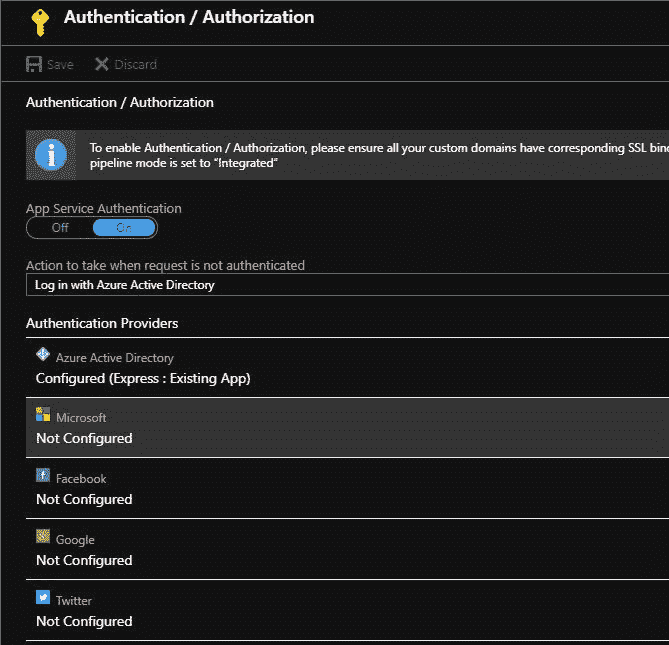 Authentication / Authorization
Save Discard
Authentication / Authorization
To enable Authentication / Authorization, please ensure all your custom domains have corresponding SSL bin
pipeline mode is set to "Integrated"
App Service Authentication
Off On
Action to take when request is not authenticated
Log in with Azure Active Directory
Authentication Providers
Azure Active Directory
Configured (Express : Existing App)
Microsoft
Not Configured
Facebook
Not Configured
Google
Not Configured
Twitter
Not Configured